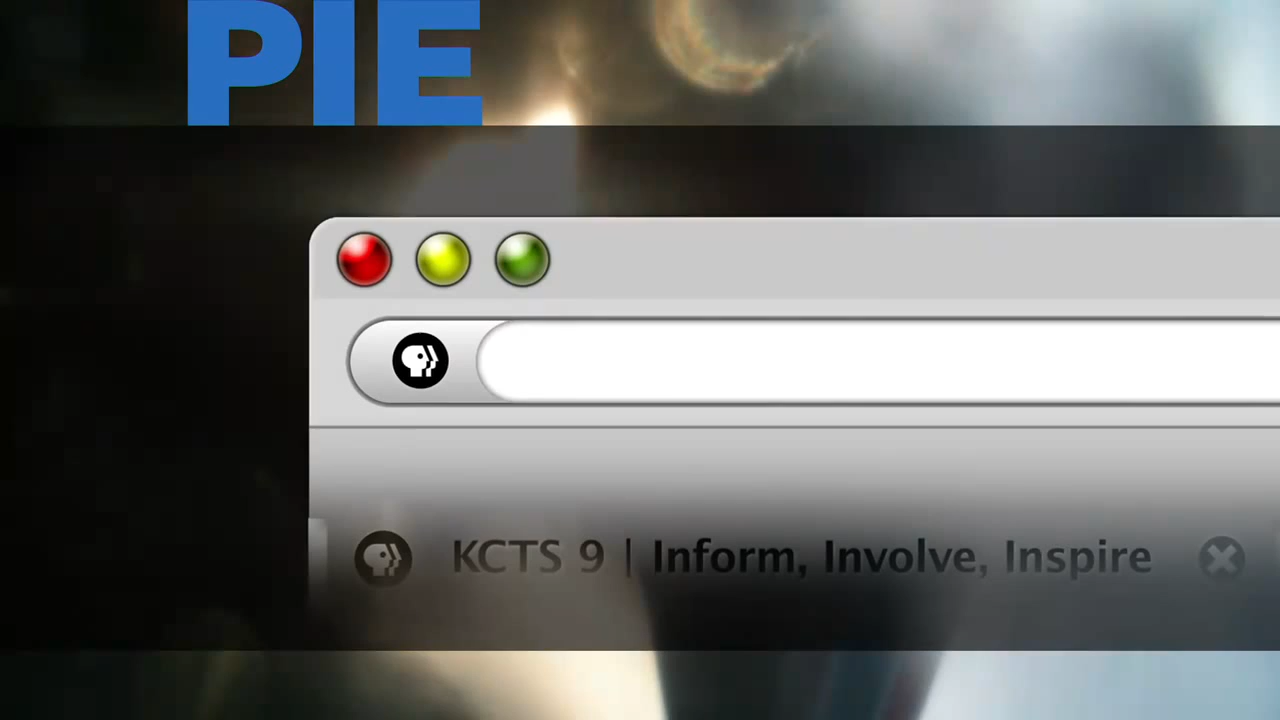 PIE
KCTS 9 | Inform, Involve, Inspire